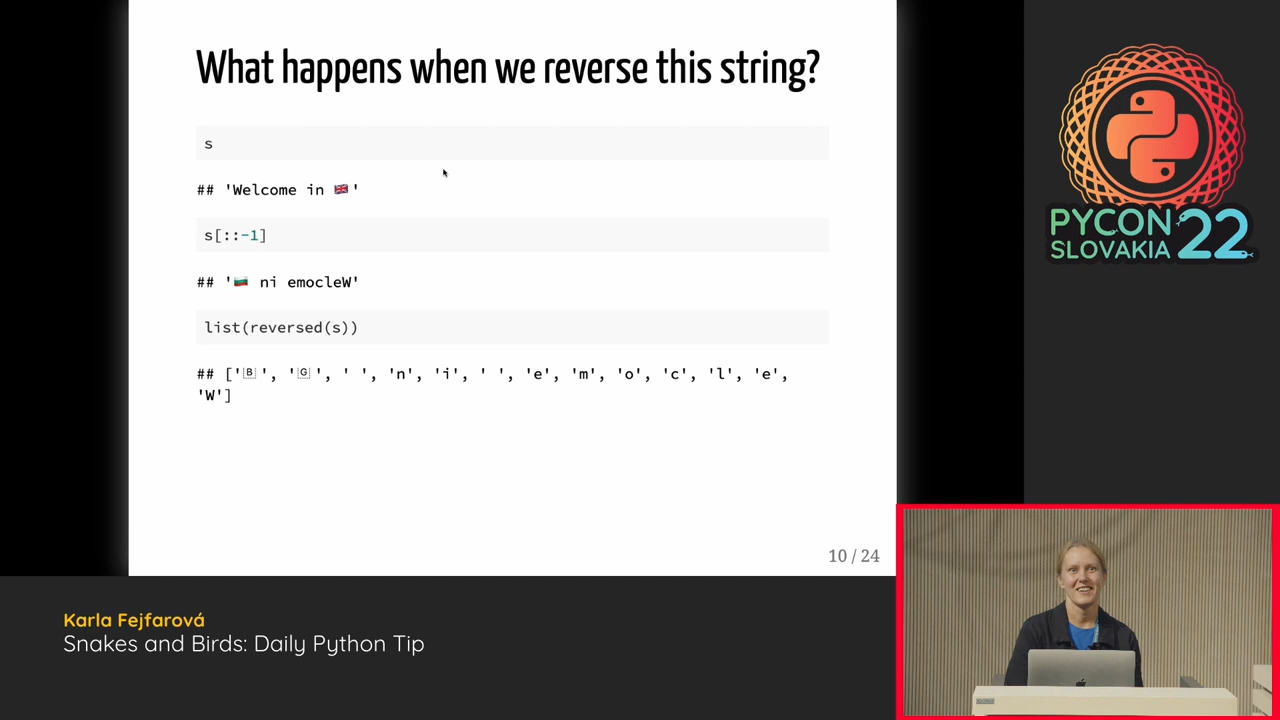 What happens when we reverse this string?
s
## 'Welcome in 🇬🇧'
s[::-1]
## '🇧🇬 ni emocleW'
list(reversed(s))
## ['🇧', '🇬', ' ', 'n', 'i', ' ', 'e', 'm', 'o', 'c', 'l', 'e',
'W']
10 / 24
PYCON
SLOVAKIA
22
Karla Fejfarová
Snakes and Birds: Daily Python Tip